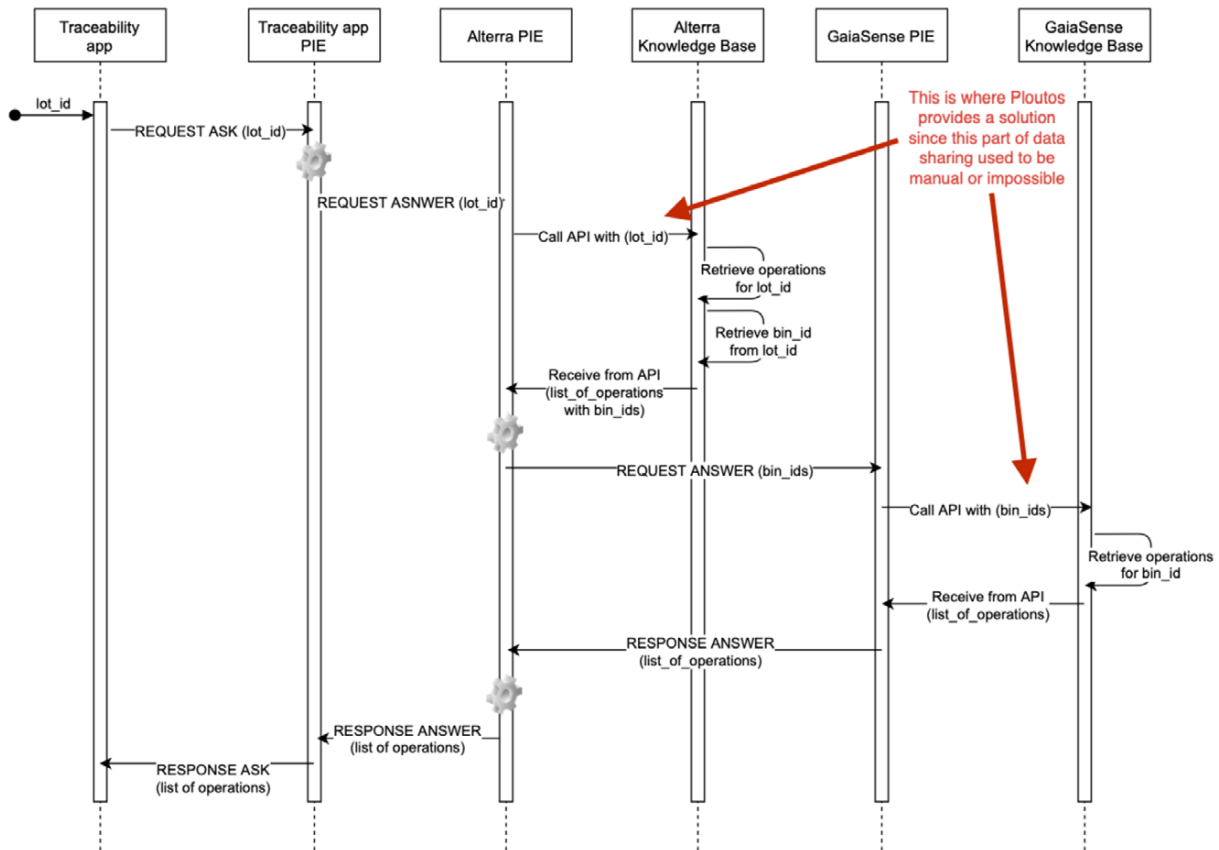 Traceability
app
Traceability app
PIE
Alterra PIE
Alterra
Knowledge Base
GaiaSense PIE
GaiaSense
Knowledge Base
lot_id
REQUEST ASK (lot_id)
This is where Ploutos
provides a solution
since this part of data
sharing used to be
manual or impossible
REQUEST ASNWER (lot_id)
Call API with (lot_id)
Retrieve operations
for lot_id
Retrieve bin_id
from lot_id
Receive from API
(list_of_operations
with bin_ids)
REQUEST ANSWER (bin_ids)
Call API with (bin_ids)
Retrieve operations
for bin_id
Receive from API
(list_of_operations)
RESPONSE ANSWER
(list_of_operations)
RESPONSE ANSWER
(list of operations)
RESPONSE ASK
(list of operations)